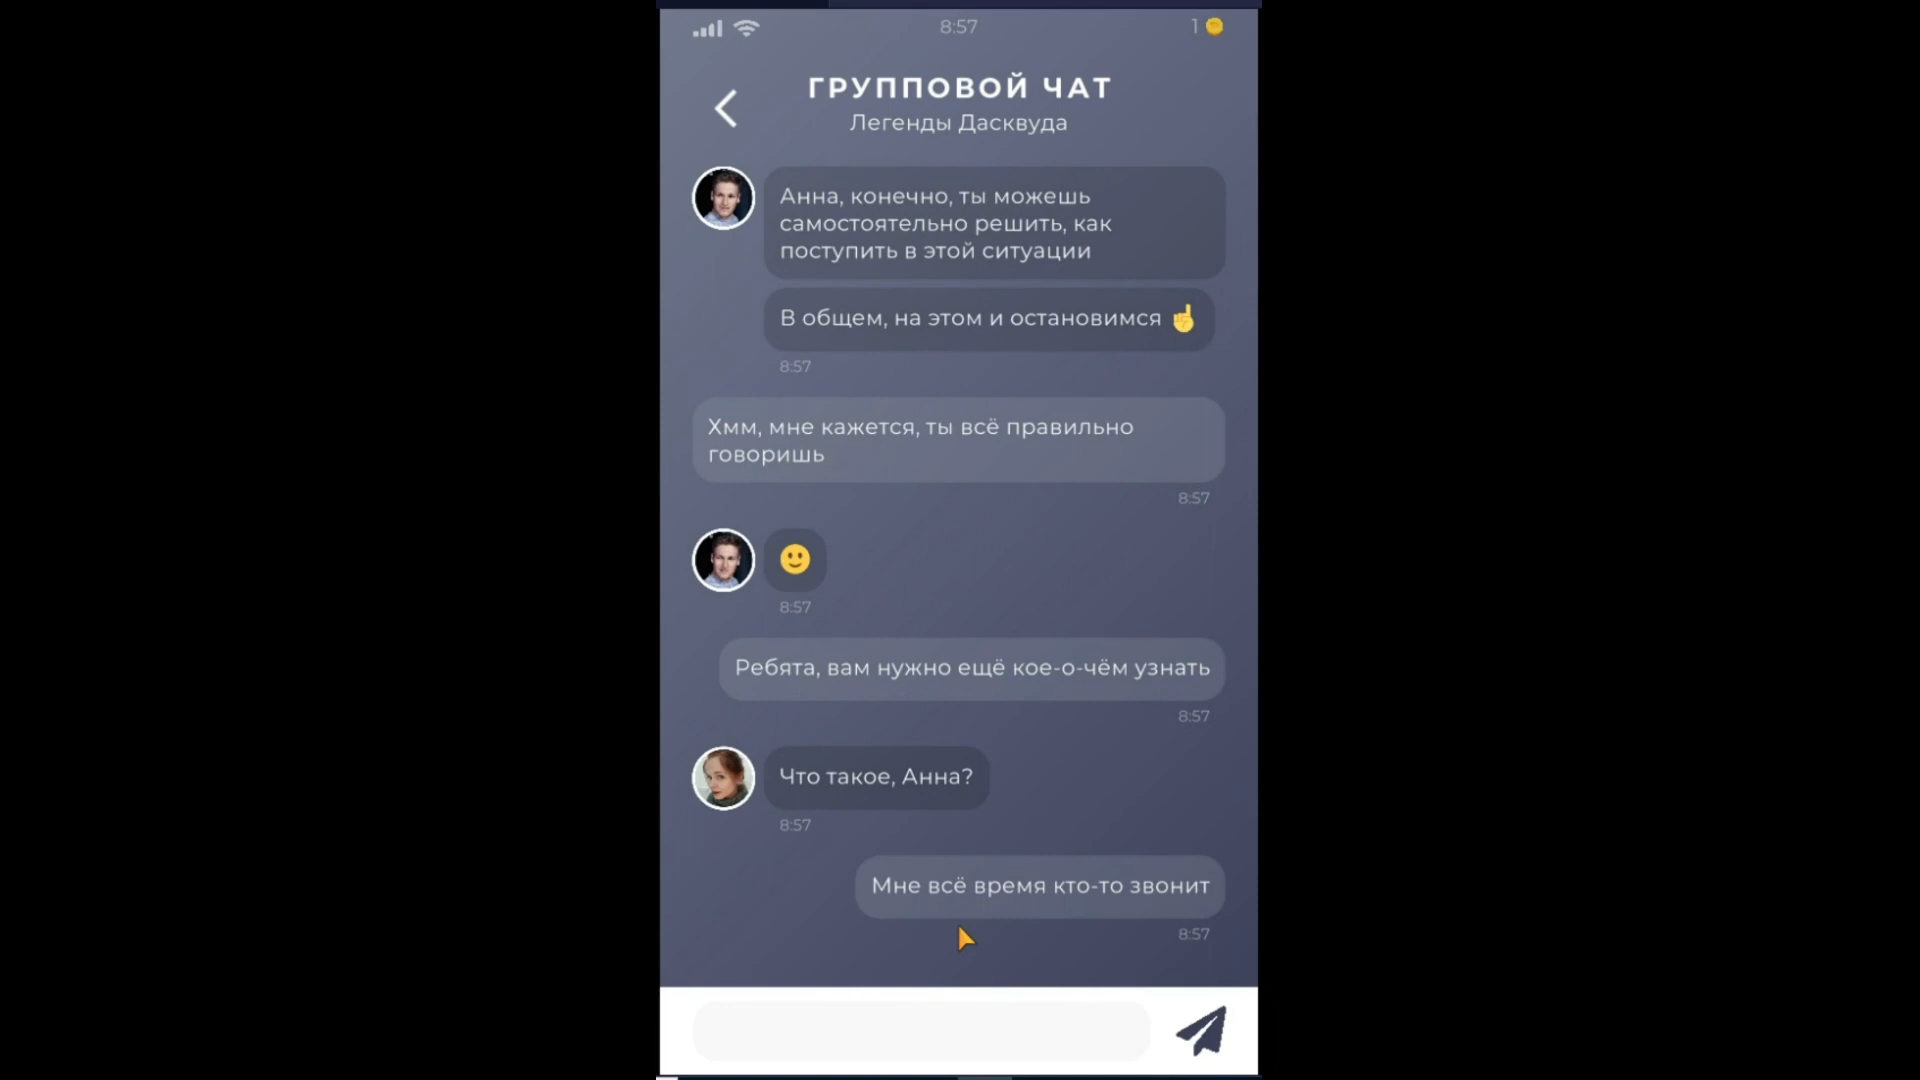 8:57
1
ГРУППОВОЙ ЧАТ
Легенды Дасквуда
Анна, конечно, ты можешь
самостоятельно решить, как
поступить в этой ситуации
В общем, на этом и остановимся ☝
8:57
Хмм, мне кажется, ты всё правильно
говоришь
8:57
🙂
8:57
Ребята, вам нужно ещё кое-о-чём узнать
8:57
Что такое, Анна?
8:57
Мне всё время кто-то звонит
8:57